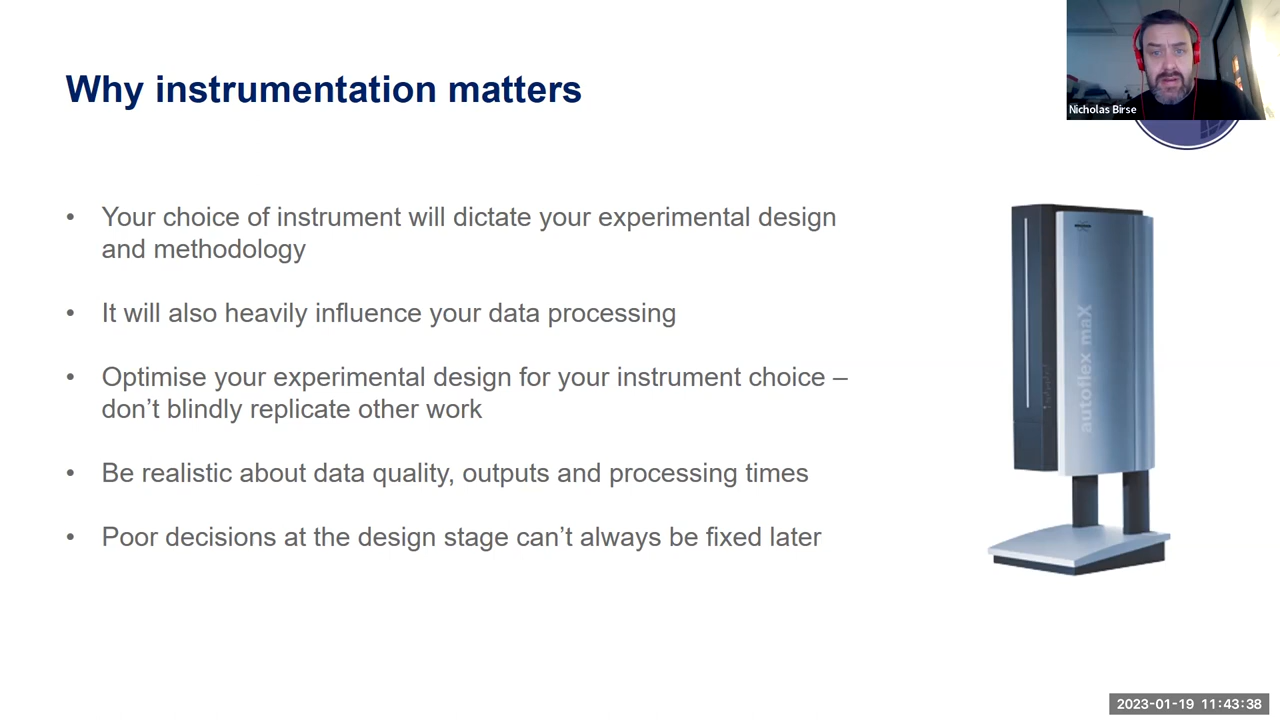 Why instrumentation matters
Nicholas Birse
• Your choice of instrument will dictate your experimental design
and methodology
• It will also heavily influence your data processing
• Optimise your experimental design for your instrument choice –
don’t blindly replicate other work
• Be realistic about data quality, outputs and processing times
• Poor decisions at the design stage can’t always be fixed later
autoflex maX
2023-01-19 11:43:38